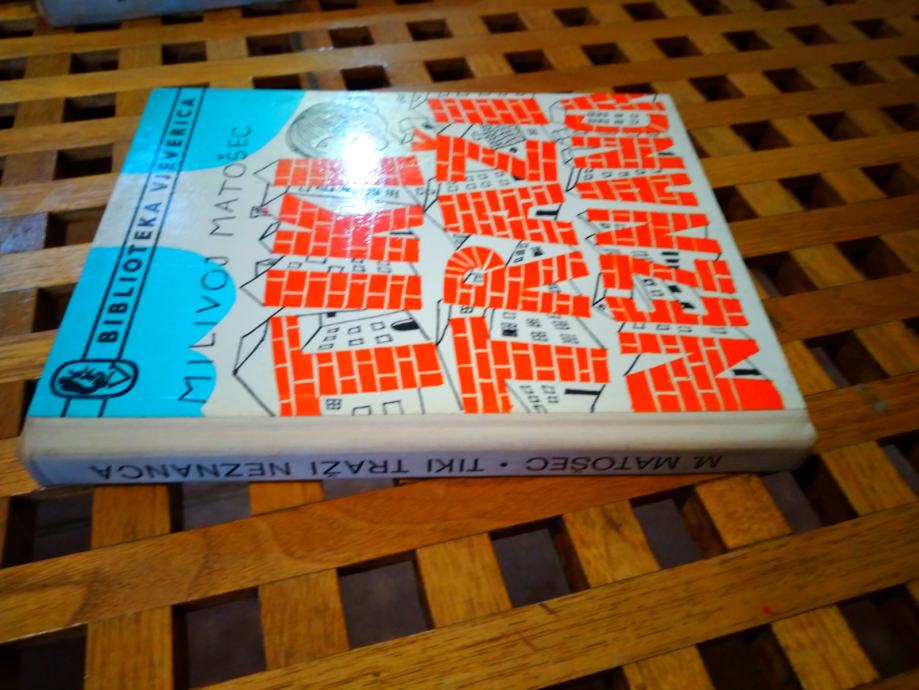 BIBLIOTEKA VJEVERICA
MILIVOJ MATOŠEC
TIKI
TRAŽI
NEZNANCA
M. MATOŠEC • TIKI TRAŽI NEZNANCA